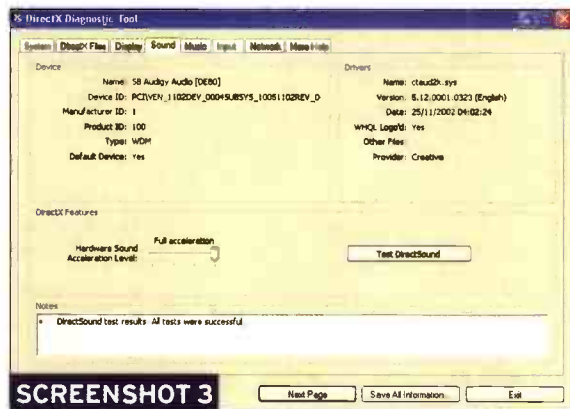 DirectX Diagnostic Tool
System DirectX Files Display Sound Music Input Network More Help
Device
Name: SB Audigy Audio [DE80]
Device ID: PCI\VEN_1102DEV_0004SUBSYS_10051102REV_0
Manufacturer ID: 1
Product ID: 100
Type: WDM
Default Device: Yes
Drivers
Name: ctaud2k.sys
Version: 5.12.0001.0323 (English)
Date: 25/11/2002 04:02:24
WHQL Logo'd: Yes
Other Files:
Provider: Creative
DirectX Features
Hardware Sound Acceleration Level:
Full acceleration
Test DirectSound
Notes
DirectSound test results: All tests were successful.
SCREENSHOT 3
Next Page
Save All Information...
Exit